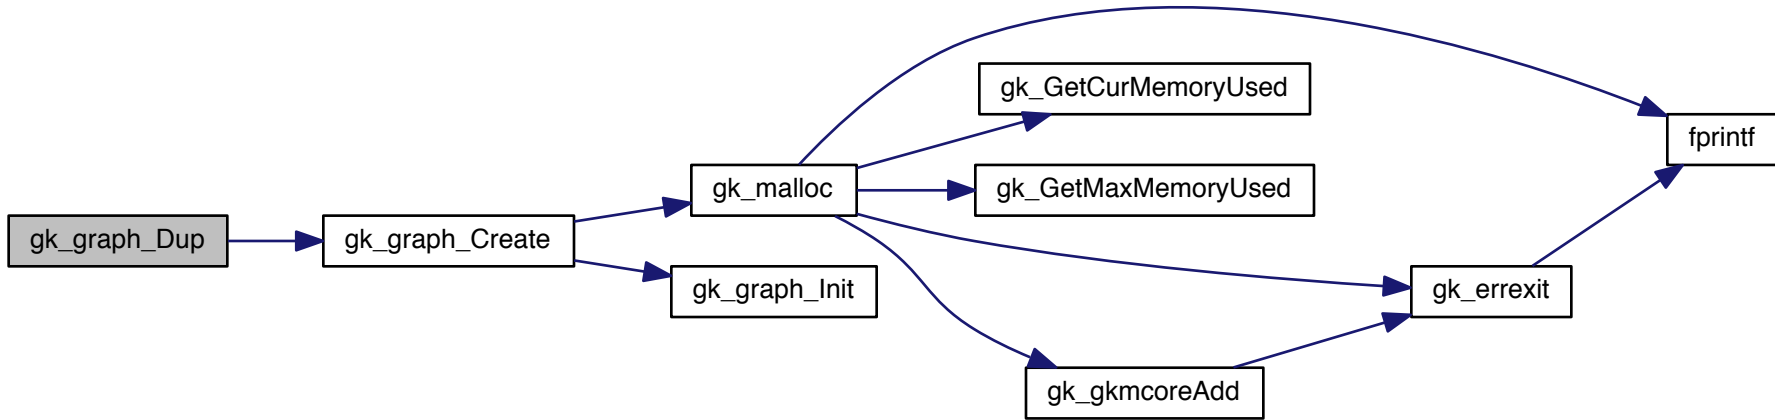 gk_graph_Dup
gk_graph_Create
gk_malloc
gk_graph_Init
gk_GetCurMemoryUsed
gk_GetMaxMemoryUsed
gk_gkmcoreAdd
gk_errexit
fprintf